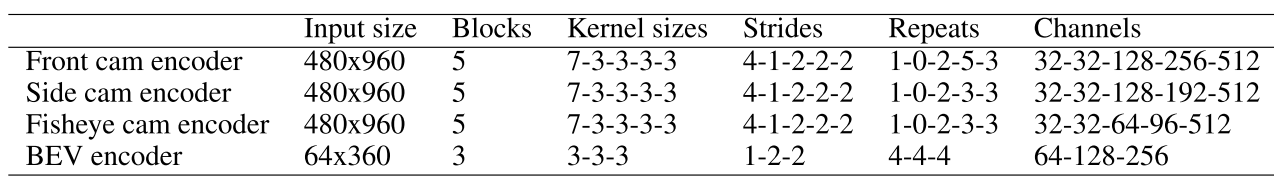 Input size Blocks Kernel sizes Strides Repeats Channels
Front cam encoder 480x960 5 7-3-3-3-3 4-1-2-2-2 1-0-2-5-3 32-32-128-256-512
Side cam encoder 480x960 5 7-3-3-3-3 4-1-2-2-2 1-0-2-3-3 32-32-128-192-512
Fisheye cam encoder 480x960 5 7-3-3-3-3 4-1-2-2-2 1-0-2-3-3 32-32-64-96-512
BEV encoder 64x360 3 3-3-3 1-2-2 4-4-4 64-128-256